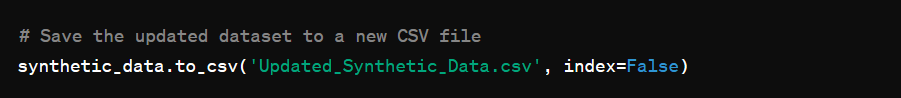 # Save the updated dataset to a new CSV file
synthetic_data.to_csv('Updated_Synthetic_Data.csv', index=False)